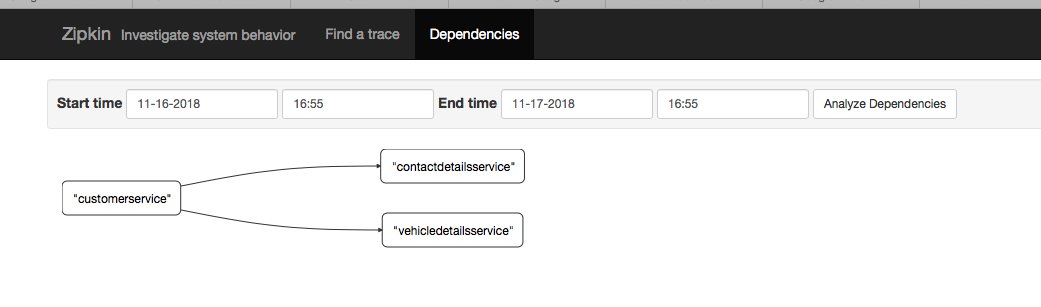 Zipkin Investigate system behavior Find a trace Dependencies
Start time 11-16-2018 16:55 End time 11-17-2018 16:55 Analyze Dependencies
"contactdetailsservice"
"customerservice"
"vehicledetailsservice"